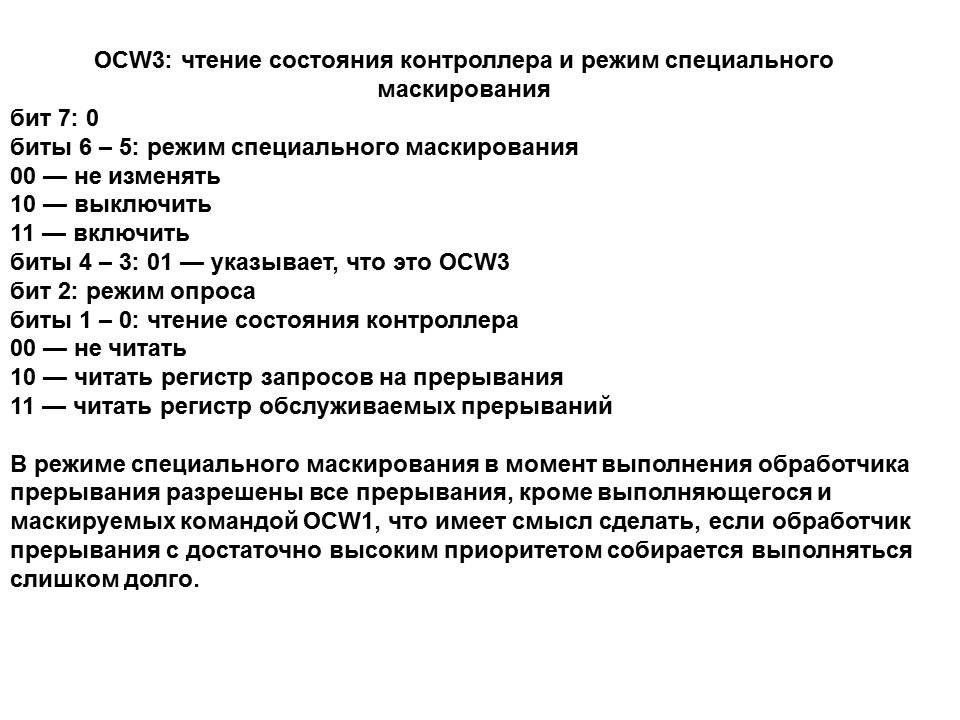 OCW3: чтение состояния контроллера и режим специального
маскирования
бит 7: 0
биты 6 – 5: режим специального маскирования
00 — не изменять
10 — выключить
11 — включить
биты 4 – 3: 01 — указывает, что это OCW3
бит 2: режим опроса
биты 1 – 0: чтение состояния контроллера
00 — не читать
10 — читать регистр запросов на прерывания
11 — читать регистр обслуживаемых прерываний
В режиме специального маскирования в момент выполнения обработчика
прерывания разрешены все прерывания, кроме выполняющегося и
маскируемых командой OCW1, что имеет смысл сделать, если обработчик
прерывания с достаточно высоким приоритетом собирается выполняться
слишком долго.